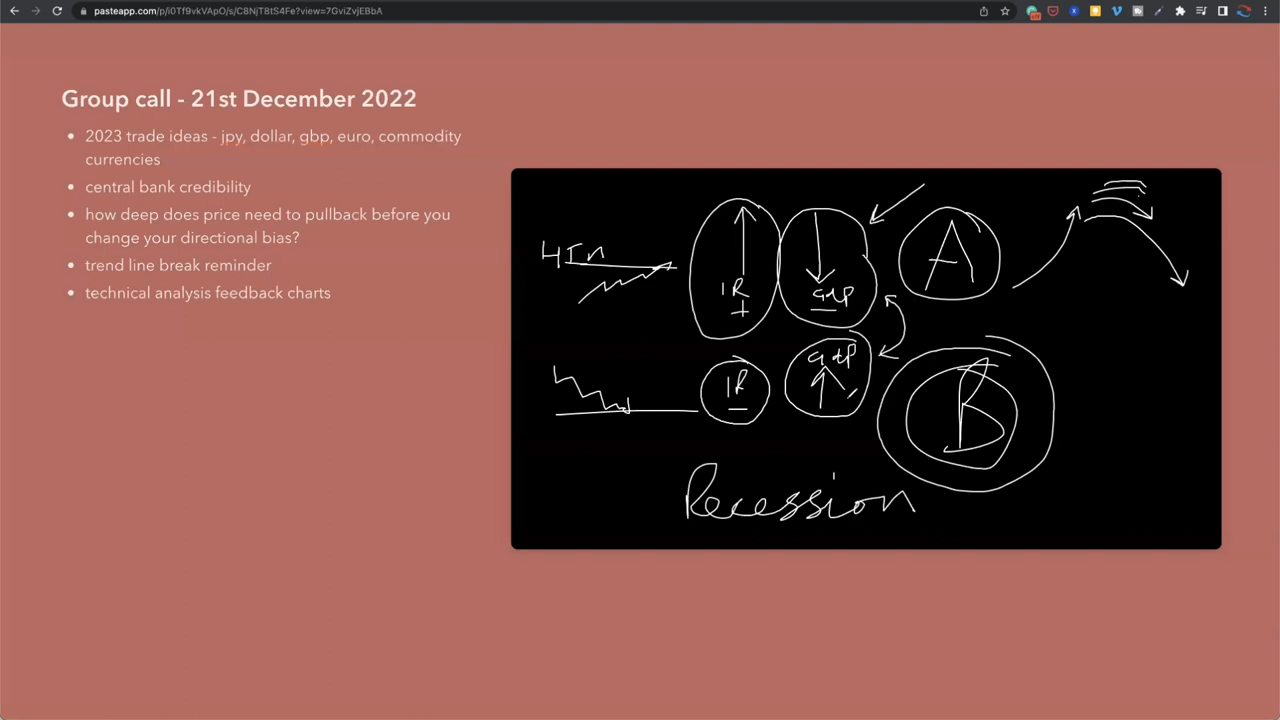 pasteapp.com/p/i0Tf9vkVApO/s/C8NjT8tS4Fe?view=7GviZvjEBbA
Group call - 21st December 2022
2023 trade ideas - jpy, dollar, gbp, euro, commodity
currencies
central bank credibility
how deep does price need to pullback before you
change your directional bias?
trend line break reminder
technical analysis feedback charts
IR
+
GDP
A
IR
GDP
B
Recession